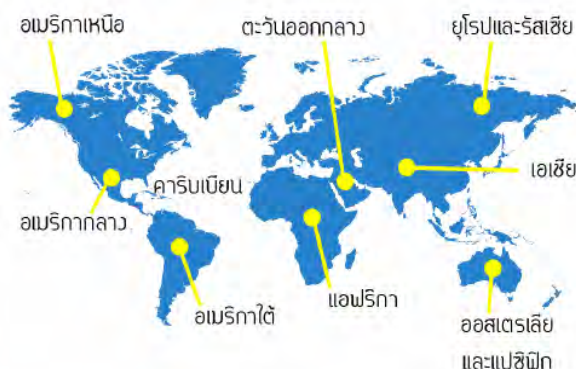 อเมริกาเหนือ
ตะวันออกกลาง
ยุโรปและรัสเซีย
เอเชีย
คาริบเบียน
อเมริกากลาง
แอฟริกา
อเมริกาใต้
ออสเตรเลีย
และแปซิฟิก